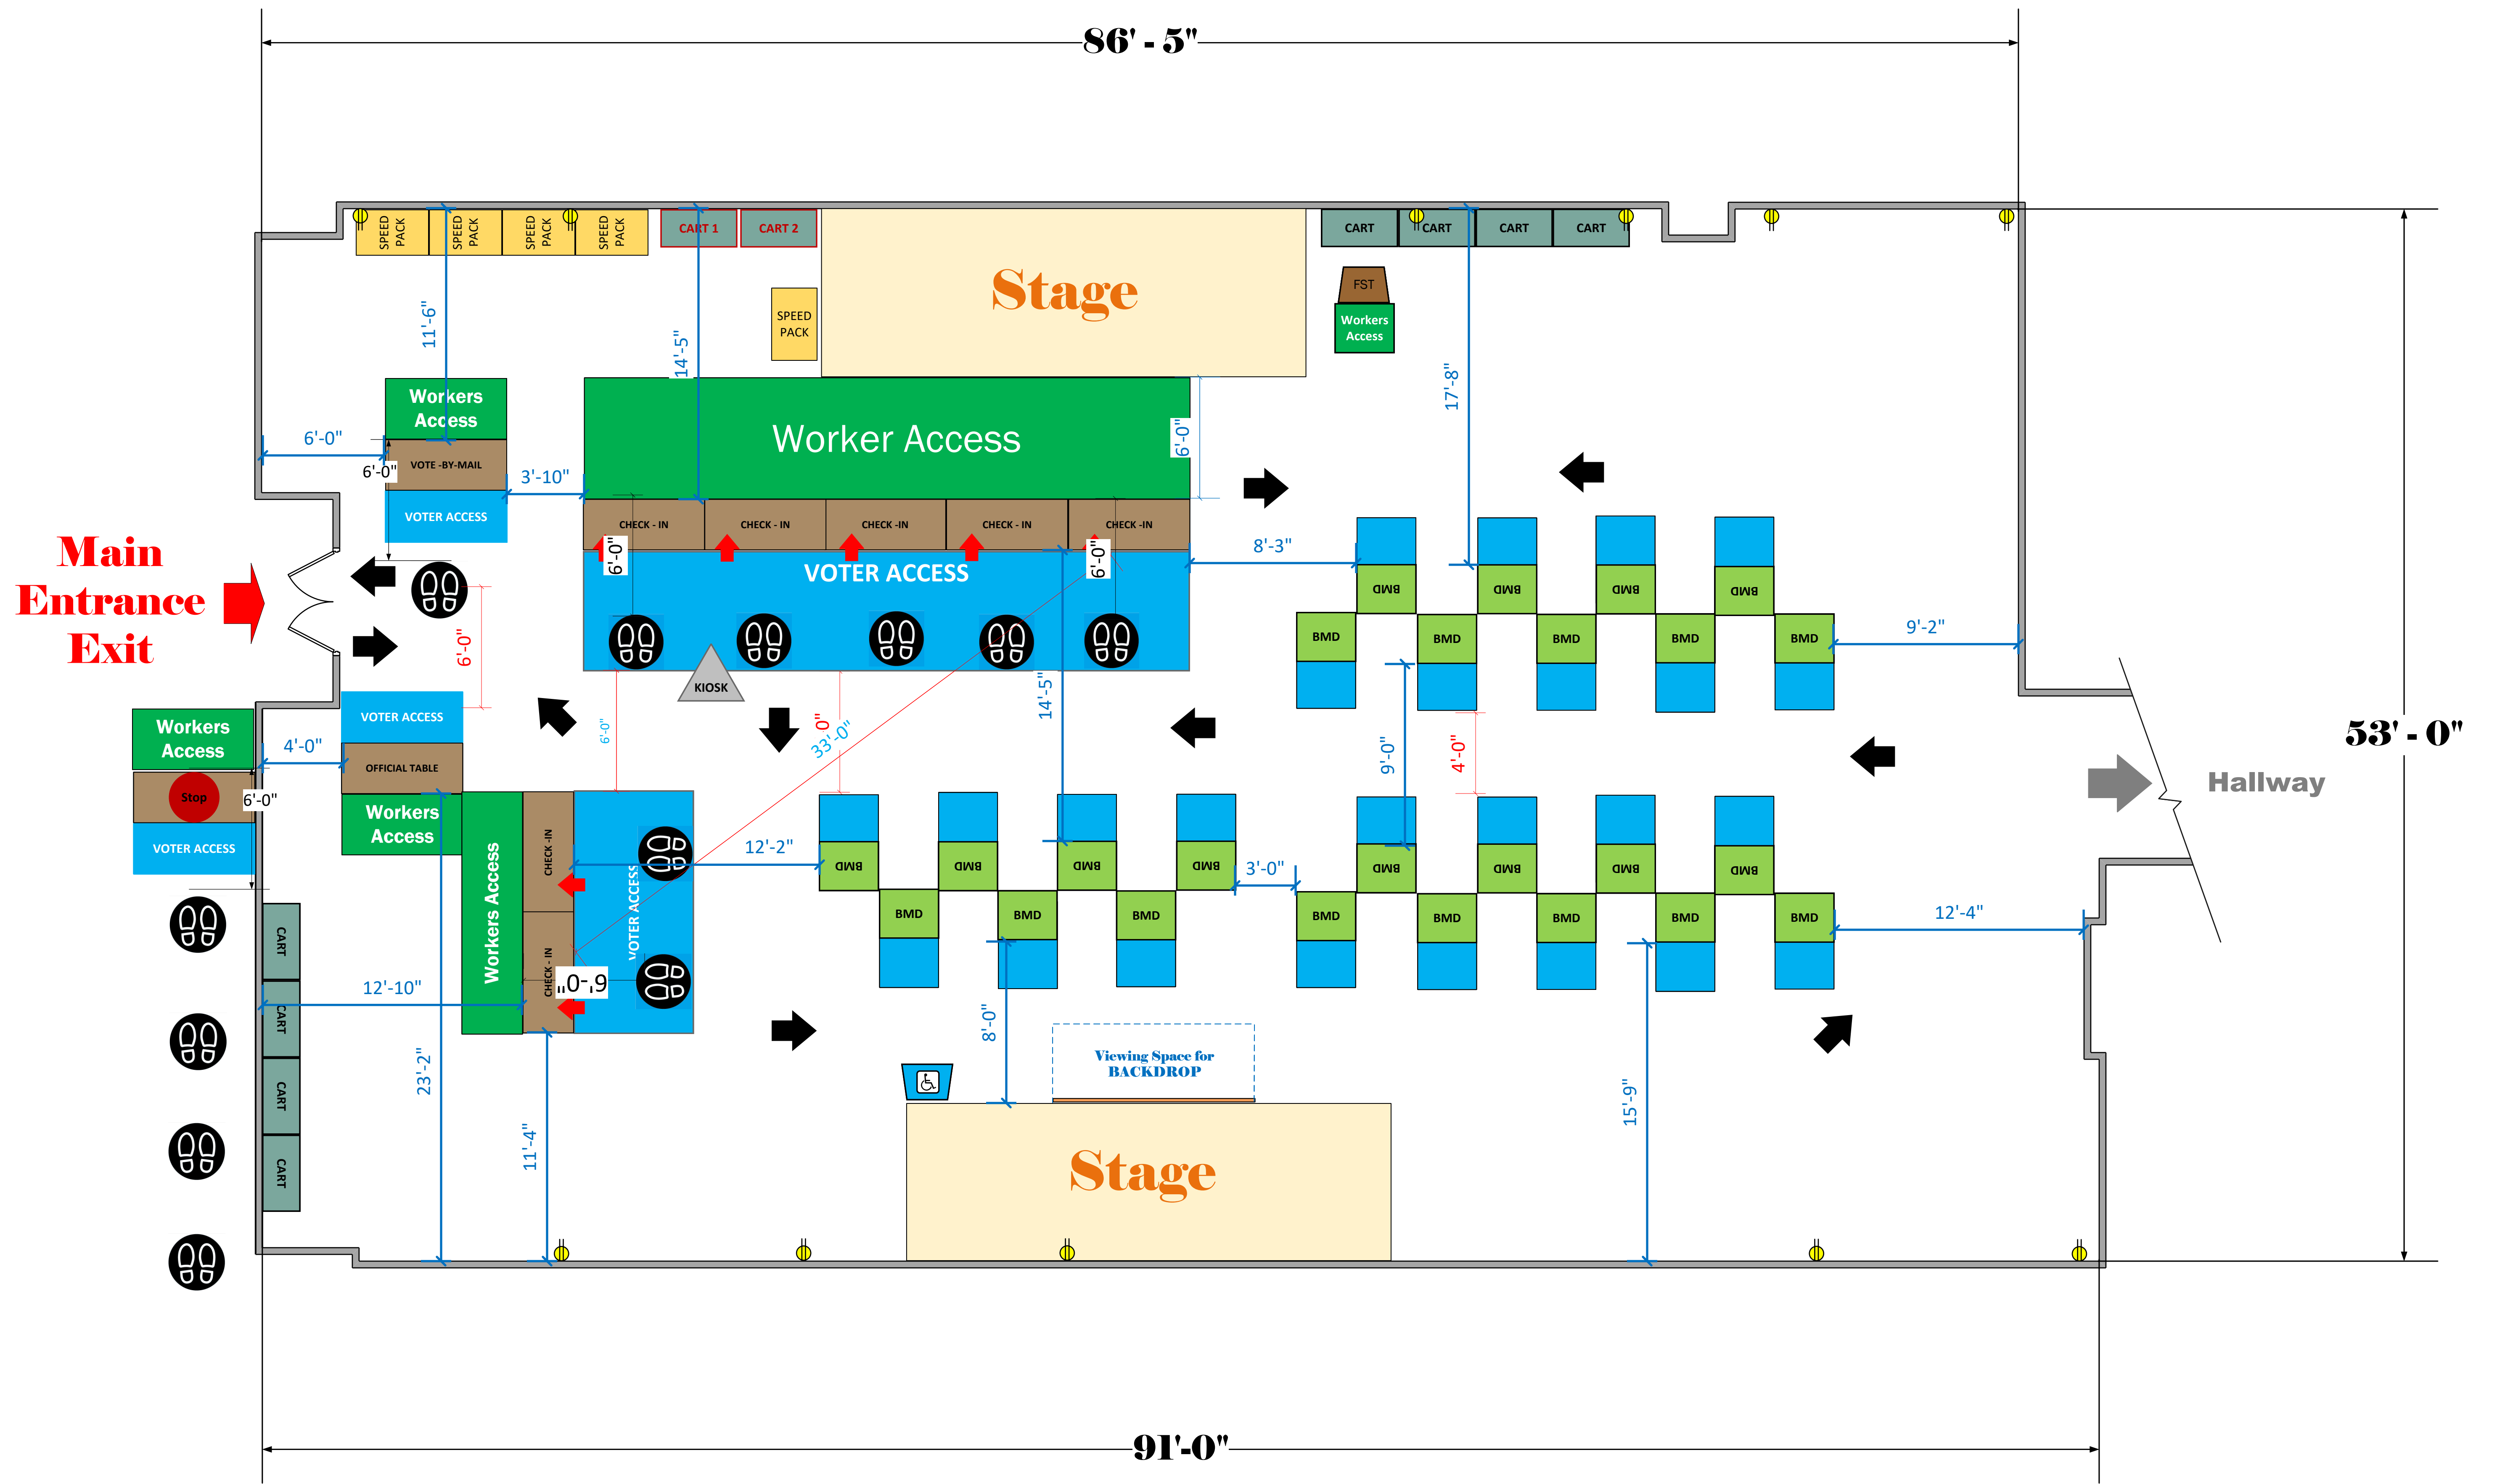 86' - 5"
SPEED
PACK
SPEED
PACK
SPEED
PACK
SPEED
PACK
CART 1
CART 2
CART
CART
CART
CART
Stage
FST
Workers
Access
SPEED
PACK
11'-6"
14'-5"
17'-8"
Workers
Access
6'-0"
VOTE -BY-MAIL
6'-0"
3'-10"
VOTER ACCESS
Worker Access
6'-0"
CHECK - IN
CHECK - IN
CHECK -IN
CHECK - IN
CHECK -IN
6'-0"
6'-0"
VOTER ACCESS
8'-3"
KIOSK
Main
Entrance
Exit
6'-0"
BMD
BMD
BMD
BMD
BMD
BMD
BMD
BMD
BMD
9'-2"
Workers
Access
Stop
VOTER ACCESS
6'-0"
4'-0"
VOTER ACCESS
OFFICIAL TABLE
Workers
Access
6'-0"
0"
33'-0"
14'-5"
9'-0"
4'-0"
Hallway
53' - 0"
Workers Access
CHECK -IN
CHECK - IN
VOTER ACCESS
6'-0"
12'-2"
BMD
BMD
BMD
BMD
BMD
BMD
BMD
3'-0"
BMD
BMD
BMD
BMD
BMD
BMD
BMD
BMD
BMD
12'-4"
CART
CART
CART
CART
12'-10"
23'-2"
11'-4"
8'-0"
15'-9"
Viewing Space for
BACKDROP
Stage
91'-0"